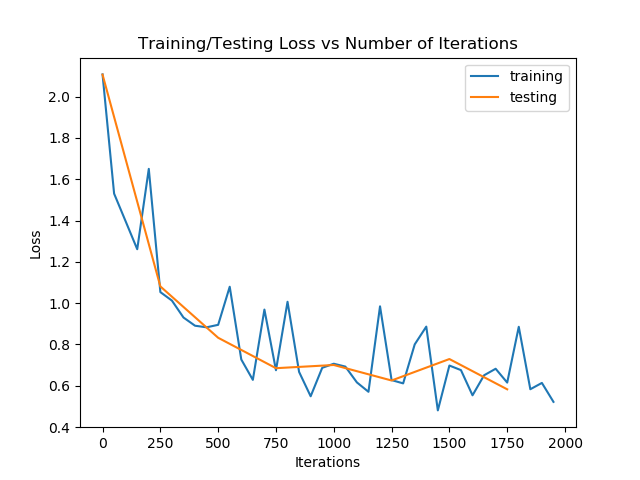 Training/Testing Loss vs Number of Iterations
training
testing
2.0
1.8
1.6
1.4
1.2
1.0
0.8
0.6
0.4
Loss
0 250 500 750 1000 1250 1500 1750 2000
Iterations